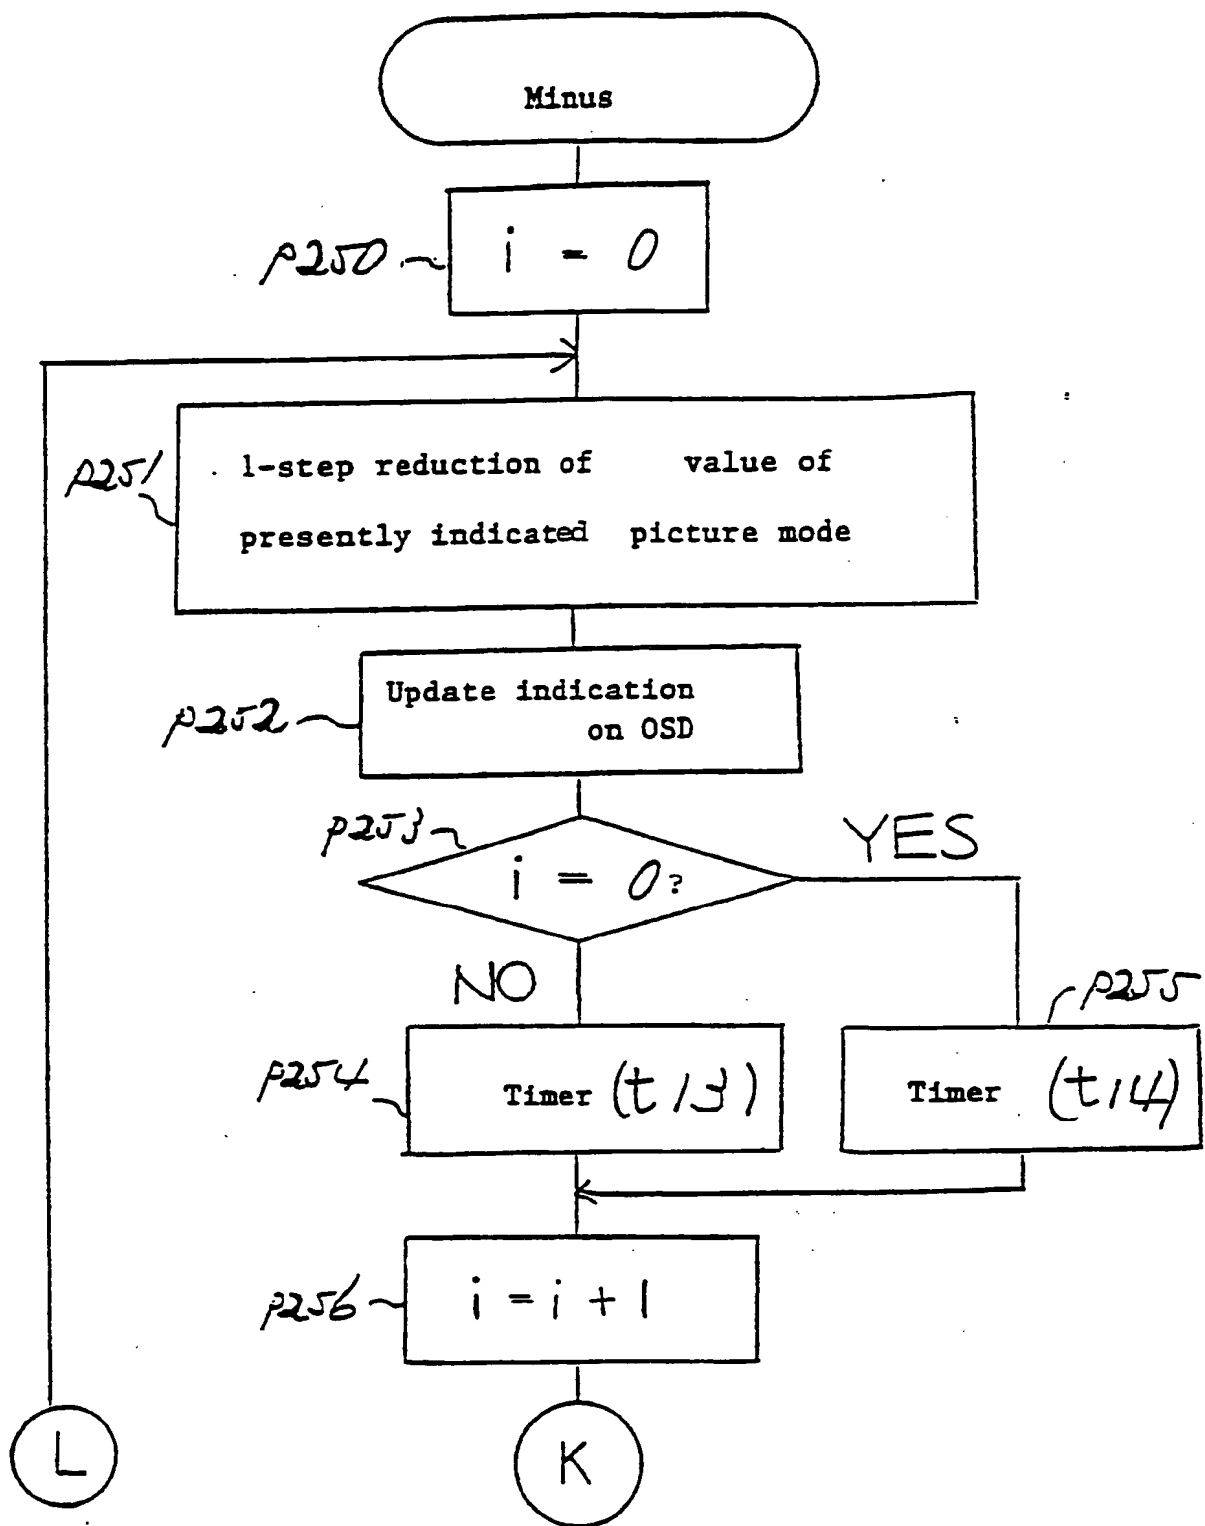 Minus
p250
i = 0
p251
1-step reduction of value of
presently indicated picture mode
p252
Update indication
on OSD
p253
i = 0?
YES
NO
p255
p254
Timer (t13)
Timer (t14)
p256
i = i + 1
L
K